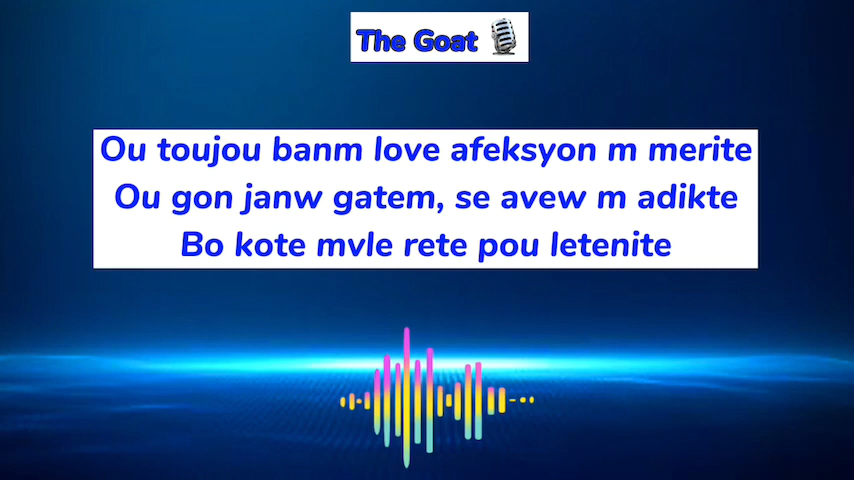 The Goat
Ou toujou banm love afeksyon m merite
Ou gon janw gatem, se avew m adikte
Bo kote mvle rete pou letenite